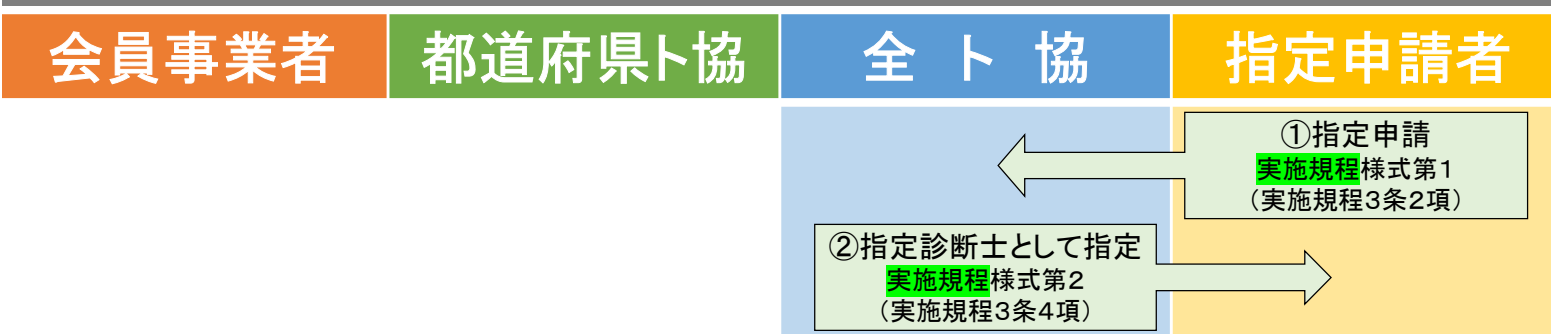 会員事業者
都道府県ト協
全ト協
指定申請者
①指定申請
実施規程様式第1
（実施規程3条2項）
②指定診断士として指定
実施規程様式第2
（実施規程3条4項）